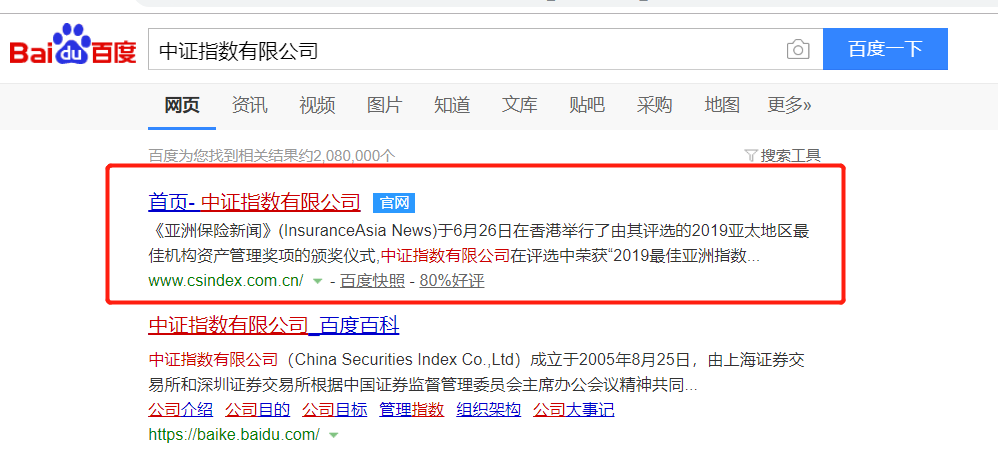 Bai du 百度
中证指数有限公司
百度一下
网页 资讯 视频 图片 知道 文库 贴吧 采购 地图 更多»
百度为您找到相关结果约2,080,000个
搜索工具
首页- 中证指数有限公司 官网
《亚洲保险新闻》(InsuranceAsia News)于6月26日在香港举行了由其评选的2019亚太地区最
佳机构资产管理奖项的颁奖仪式,中证指数有限公司在评选中荣获“2019最佳亚洲指数...
www.csindex.com.cn/ - 百度快照 - 80%好评
中证指数有限公司_百度百科
中证指数有限公司（China Securities Index Co.,Ltd）成立于2005年8月25日，由上海证券交
易所和深圳证券交易所根据中国证券监督管理委员会主席办公会议精神共同...
公司介绍 公司目的 公司目标 管理指数 组织架构 公司大事记
https://baike.baidu.com/